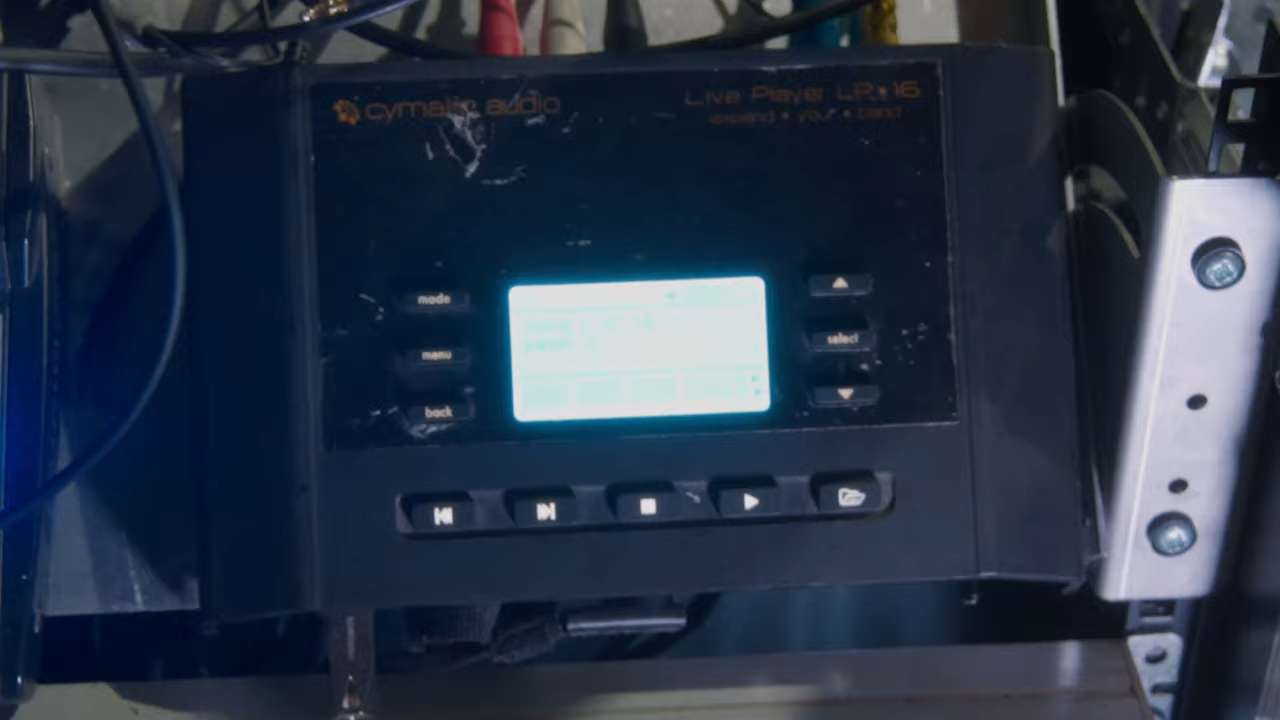 cymatic audio
Live Player LP-16
expand • your • band
mode
menu
back
select